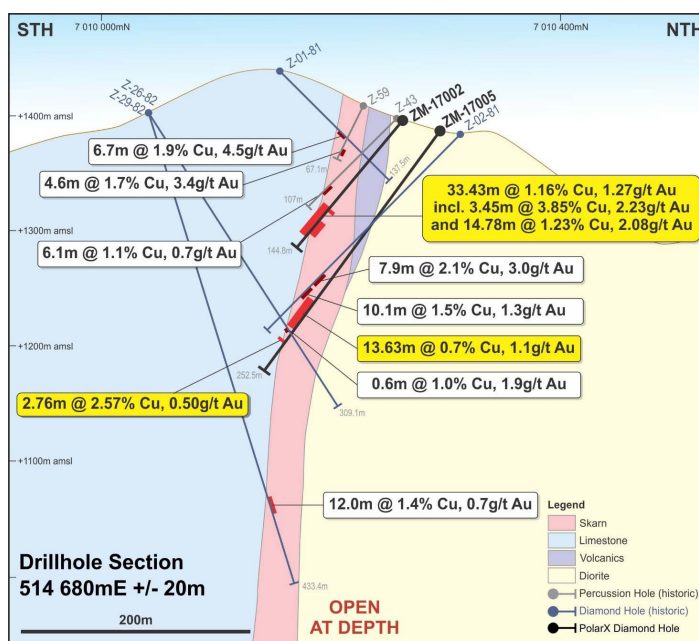 7 010 000mN
7 010 400mN
STH
NTH
Z-01-81
Z-26-82
Z-29-82
Z-59
Z-43
ZM-17002
ZM-17005
Z-02-81
+1400m amsl
6.7m @ 1.9% Cu, 4.5g/t Au
67.1m
137.5m
4.6m @ 1.7% Cu, 3.4g/t Au
107m
33.43m @ 1.16% Cu, 1.27g/t Au
incl. 3.45m @ 3.85% Cu, 2.23g/t Au
and 14.78m @ 1.23% Cu, 2.08g/t Au
+1300m amsl
6.1m @ 1.1% Cu, 0.7g/t Au
144.8m
7.9m @ 2.1% Cu, 3.0g/t Au
10.1m @ 1.5% Cu, 1.3g/t Au
13.63m @ 0.7% Cu, 1.1g/t Au
+1200m amsl
252.5m
0.6m @ 1.0% Cu, 1.9g/t Au
2.76m @ 2.57% Cu, 0.50g/t Au
309.1m
+1100m amsl
12.0m @ 1.4% Cu, 0.7g/t Au
Legend
Skarn
Limestone
Volcanics
Diorite
Percussion Hole (historic)
Diamond Hole (historic)
PolarX Diamond Hole
Drillhole Section
514 680mE +/- 20m
433.4m
200m
OPEN
AT DEPTH